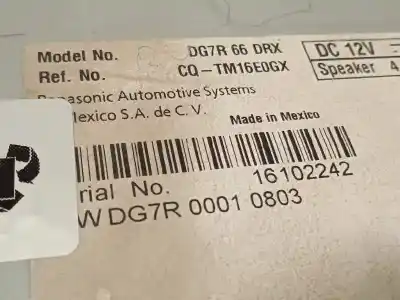 Model No. DG7R 66 DRX
Ref. No. CQ-TM16E0GX
DC 12V
Speaker 4
Panasonic Automotive Systems
Mexico S.A. de C.V.
Made in Mexico
rial No. 16102242
WDG7R 0001 0803